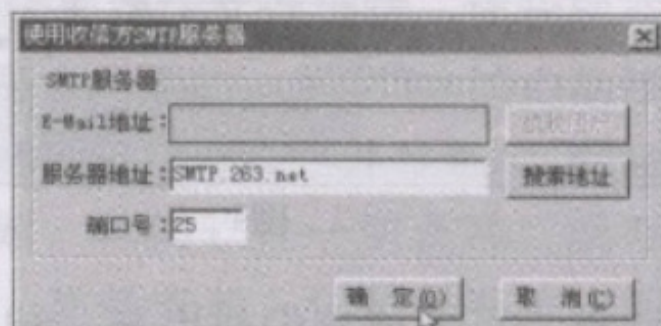 使用收信方SMTP服务器
SMTP服务器
E-Mail地址:
服务器地址:SMTP.263.net 搜索地址
端口号:25
确 定(O) 取 消(C)